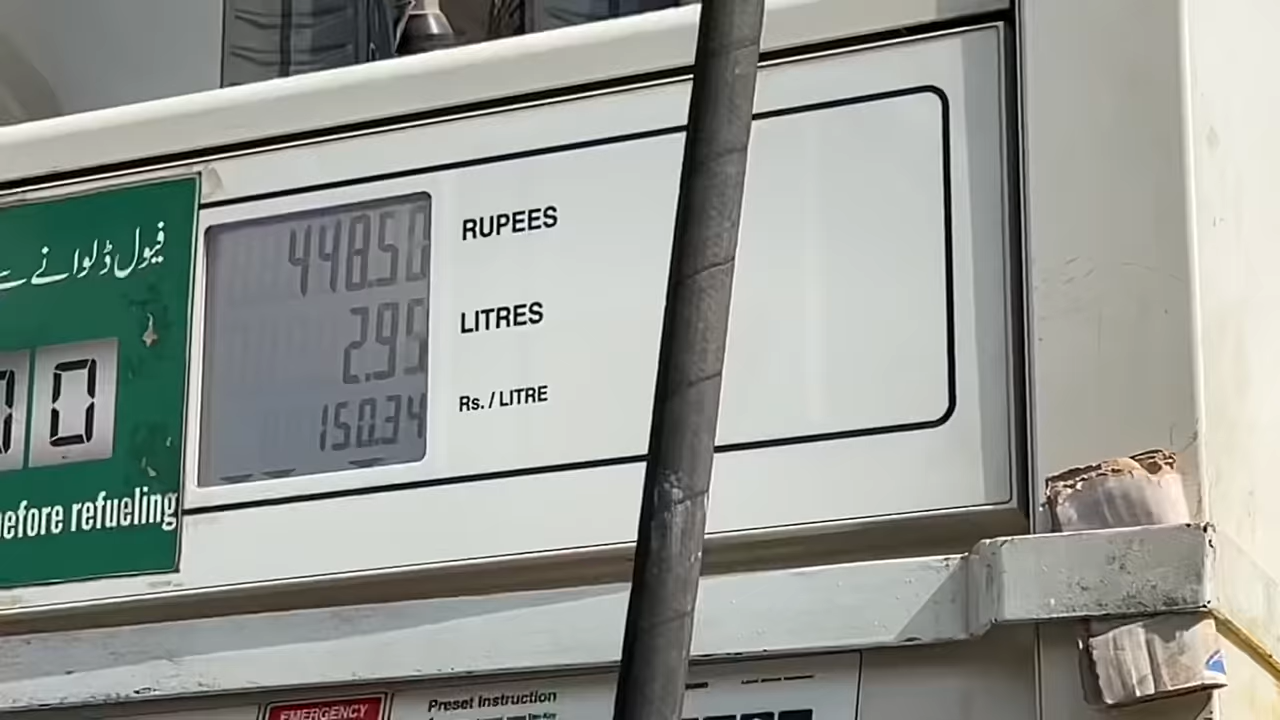 فیول ڈلوانے سے
0
before refueling
448.50
RUPEES
2.95
LITRES
150.34
Rs. / LITRE
EMERGENCY
Preset Instruction